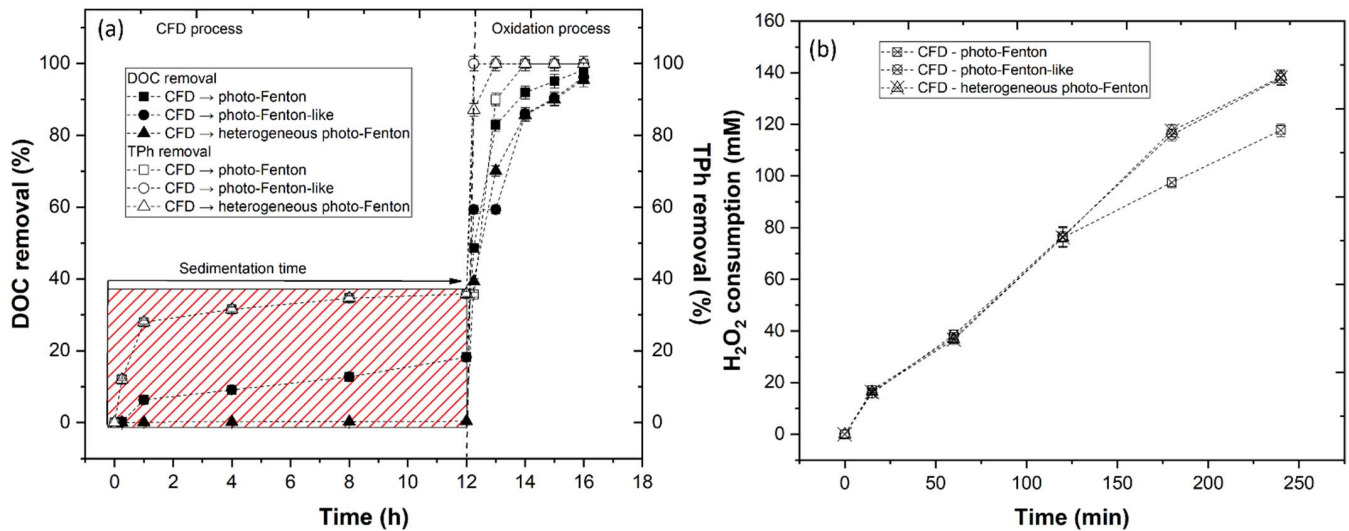 (a)
CFD process
Oxidation process
DOC removal
CFD → photo-Fenton
CFD → photo-Fenton-like
CFD → heterogeneous photo-Fenton
TPh removal
CFD → photo-Fenton
CFD → photo-Fenton-like
CFD → heterogeneous photo-Fenton
Sedimentation time
DOC removal (%)
100
80
60
40
20
0
0 2 4 6 8 10 12 14 16 18
Time (h)
TPh removal (%)
100
80
60
40
20
0
(b)
CFD - photo-Fenton
CFD - photo-Fenton-like
CFD - heterogeneous photo-Fenton
H₂O₂ consumption (mM)
160
140
120
100
80
60
40
20
0
0 50 100 150 200 250
Time (min)